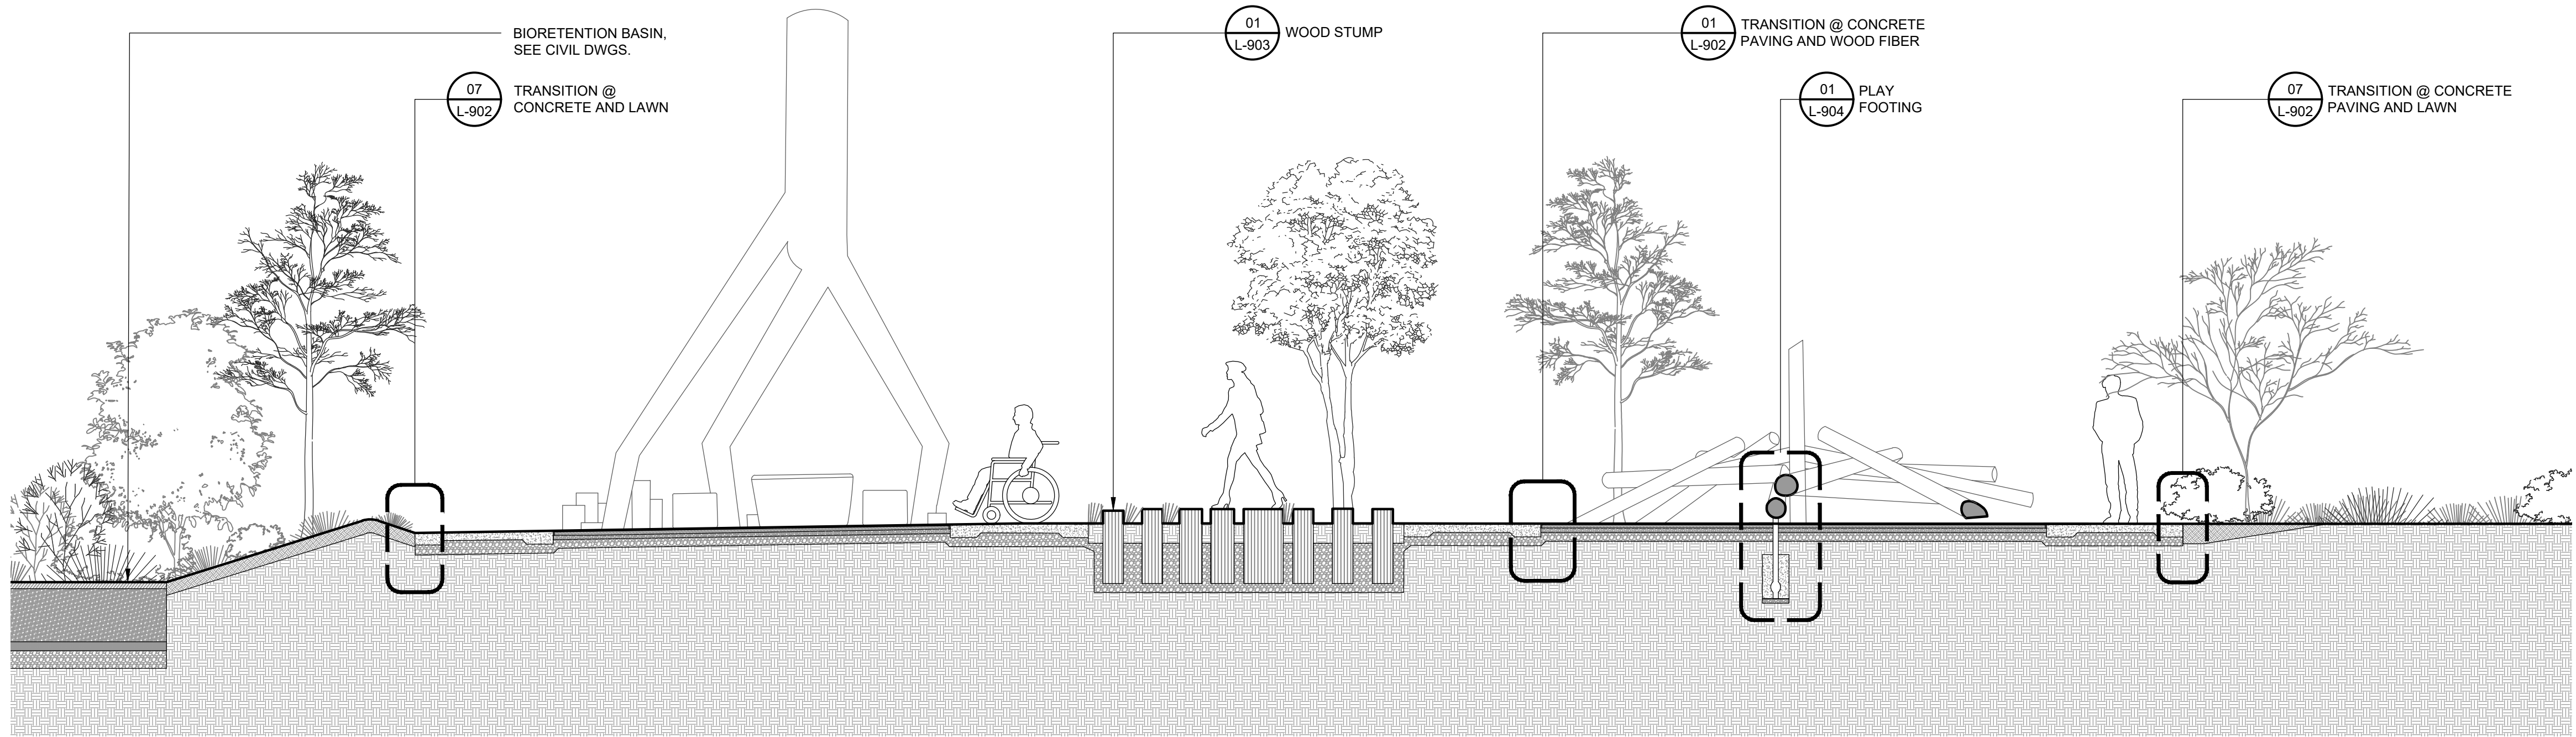 BIORETENTION BASIN,
SEE CIVIL DWGS.
07
L-902
TRANSITION @
CONCRETE AND LAWN
01
L-903
WOOD STUMP
01
L-902
TRANSITION @ CONCRETE
PAVING AND WOOD FIBER
01
L-904
PLAY
FOOTING
07
L-902
TRANSITION @ CONCRETE
PAVING AND LAWN